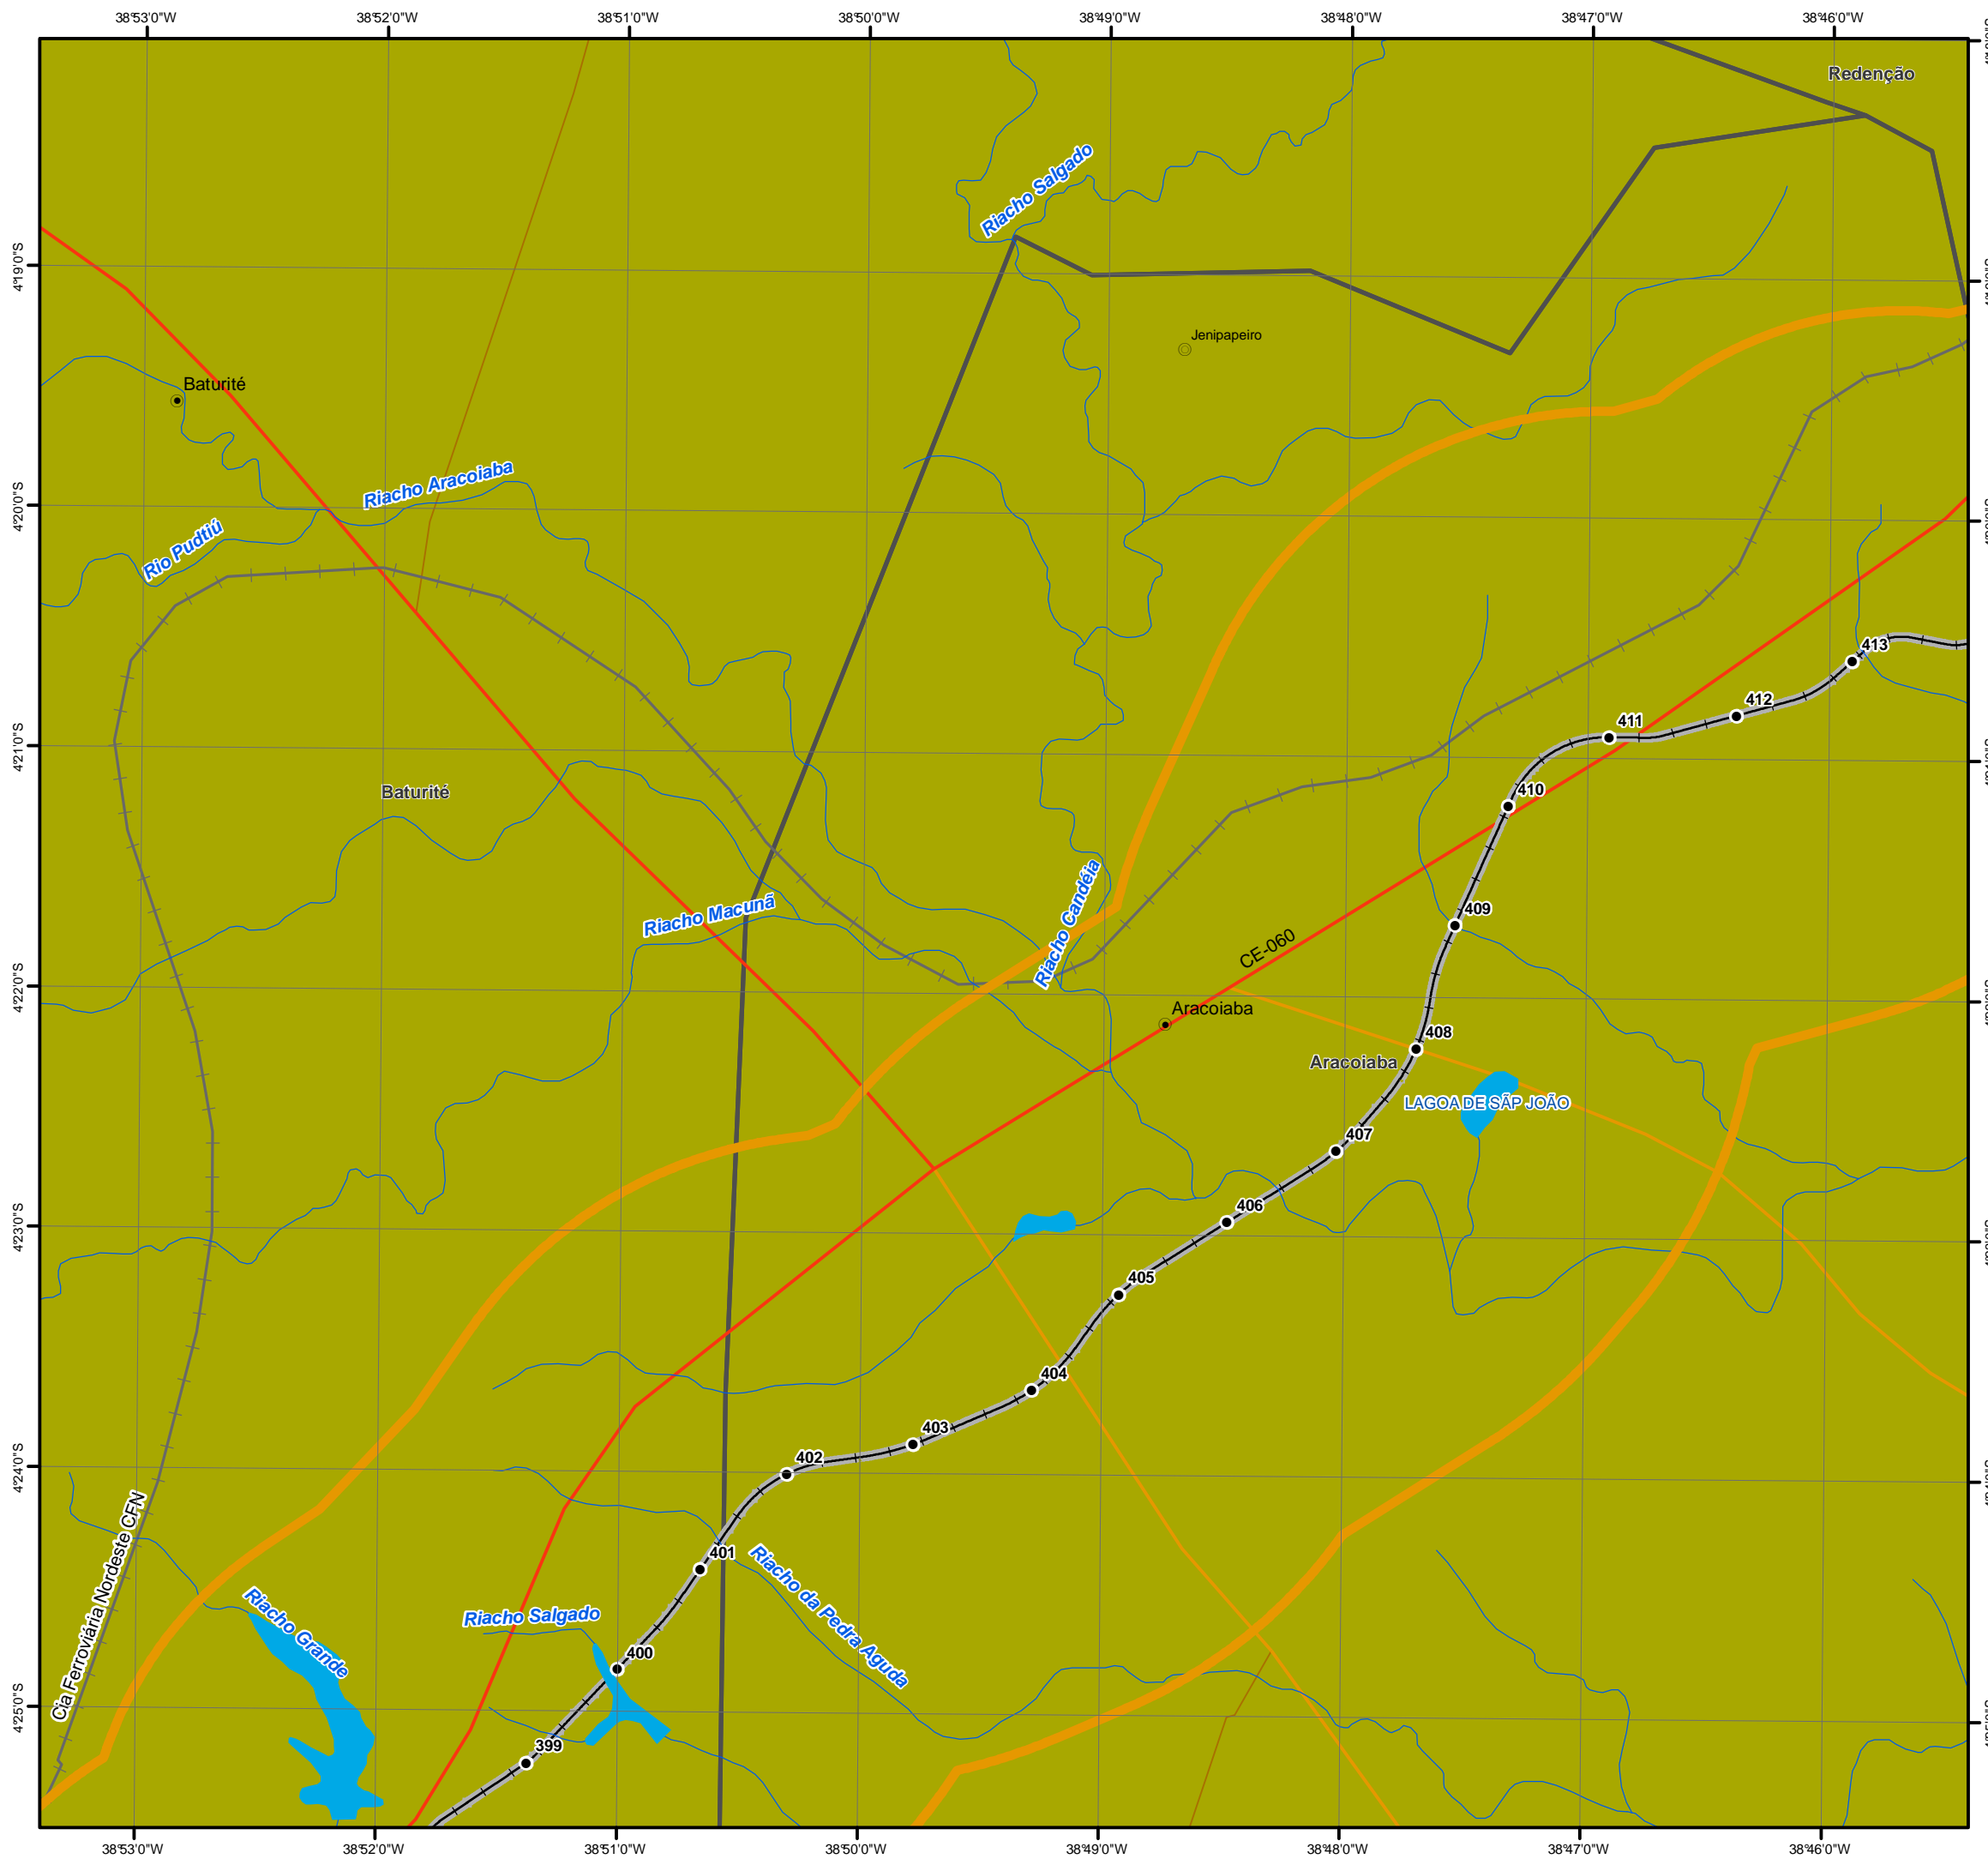 38°53'0"W 38°52'0"W 38°51'0"W 38°50'0"W 38°49'0"W 38°48'0"W 38°47'0"W 38°46'0"W
Redenção
Riacho Salgado
4°19'0"S
Jenipapeiro
Baturité
Riacho Aracoiaba
4°20'0"S
Rio Pudtiú
413
412
411
4°21'0"S
Baturité
410
Riacho Macunã
Riacho Candéia
409
CE-060
4°22'0"S
Aracoiaba
408
Aracoiaba
LAGOA DE SÃP JOÃO
407
406
4°23'0"S
405
404
403
402
4°24'0"S
Cia Ferroviária Nordeste CFN
401
Riacho da Pedra Aguda
Riacho Salgado
Riacho Grande
400
4°25'0"S
399
38°53'0"W 38°52'0"W 38°51'0"W 38°50'0"W 38°49'0"W 38°48'0"W 38°47'0"W 38°46'0"W